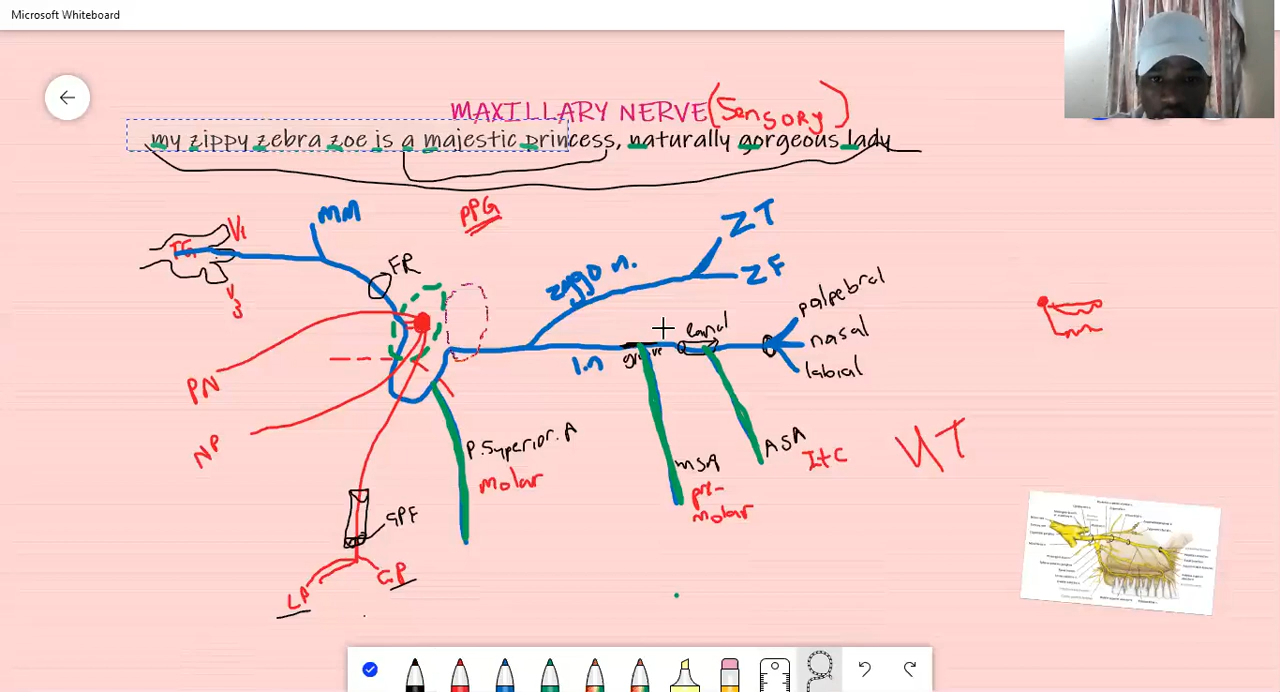 Microsoft Whiteboard
MAXILLARY NERVE (Sensory)
my zippy zebra zoe is a majestic princess, naturally gorgeous lady
MM
PPG
ZT
TG
V1
FR
zygo n.
ZF
V3
palpebral
canal
nasal
groove
I.n
labial
PN
NP
P. Superior. A
Molar
MSA
pre-
molar
ASA
I+C
GPF
GP
LP